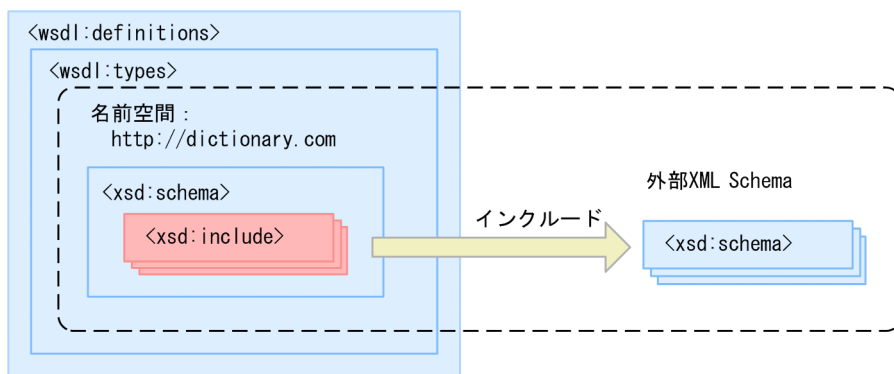 <wsdl:definitions>
<wsdl:types>
名前空間：
http://dictionary.com
<xsd:schema>
外部XML Schema
<xsd:include>
インクルード
<xsd:schema>